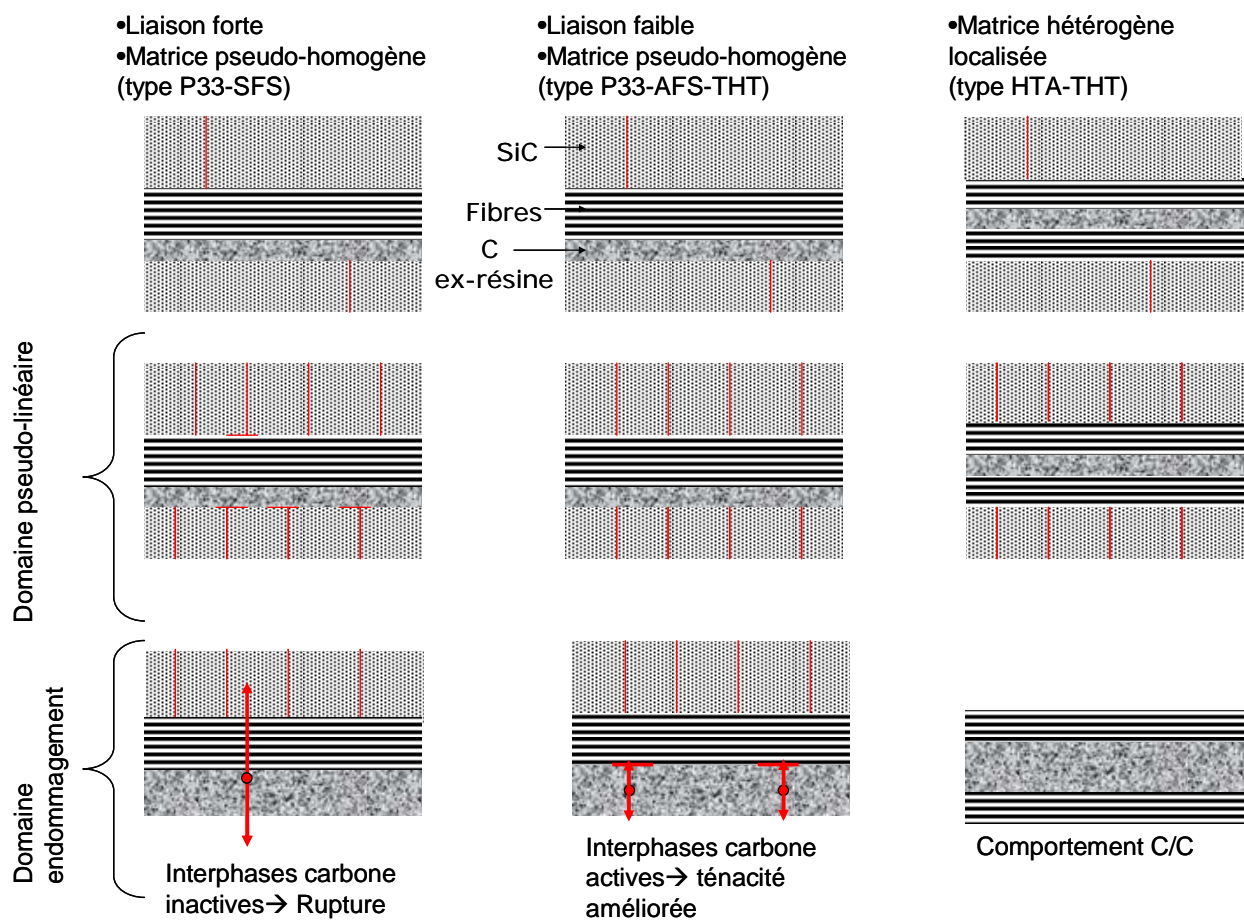 •Liaison forte
•Matrice pseudo-homogène
(type P33-SFS)
•Liaison faible
•Matrice pseudo-homogène
(type P33-AFS-THT)
•Matrice hétérogène
localisée
(type HTA-THT)
SiC
Fibres
C
ex-résine
Domaine pseudo-linéaire
Domaine
endommagement
Interphases carbone
inactives→ Rupture
Interphases carbone
actives→ ténacité
améliorée
Comportement C/C